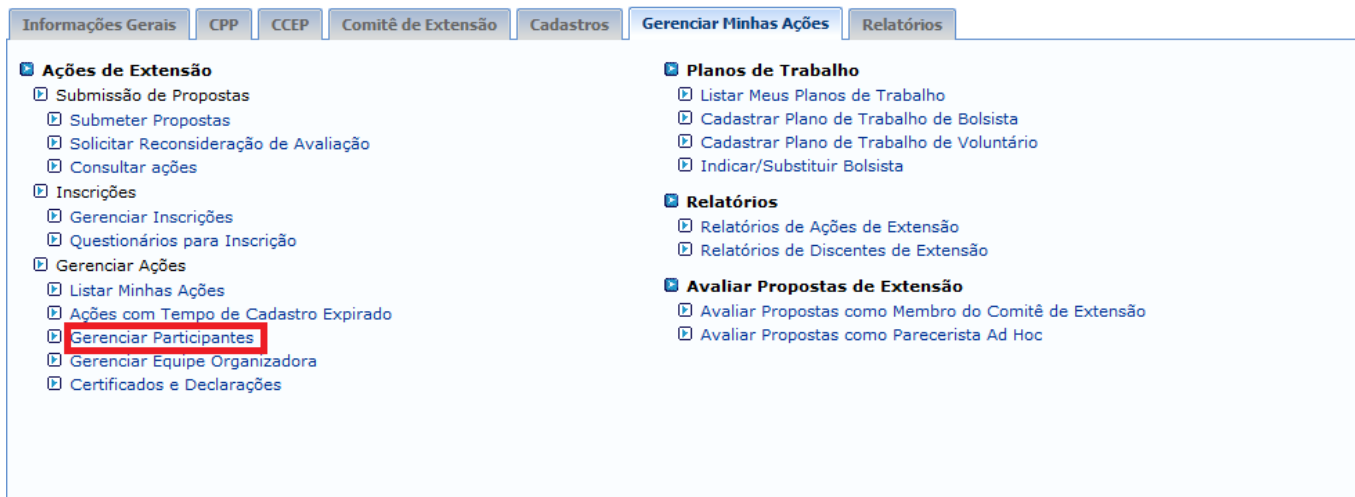 Informações Gerais CPP CCEP Comitê de Extensão Cadastros Gerenciar Minhas Ações Relatórios
Ações de Extensão
Submissão de Propostas
Submeter Propostas
Solicitar Reconsideração de Avaliação
Consultar ações
Inscrições
Gerenciar Inscrições
Questionários para Inscrição
Gerenciar Ações
Listar Minhas Ações
Ações com Tempo de Cadastro Expirado
Gerenciar Participantes
Gerenciar Equipe Organizadora
Certificados e Declarações
Planos de Trabalho
Listar Meus Planos de Trabalho
Cadastrar Plano de Trabalho de Bolsista
Cadastrar Plano de Trabalho de Voluntário
Indicar/Substituir Bolsista
Relatórios
Relatórios de Ações de Extensão
Relatórios de Discentes de Extensão
Avaliar Propostas de Extensão
Avaliar Propostas como Membro do Comitê de Extensão
Avaliar Propostas como Parecerista Ad Hoc